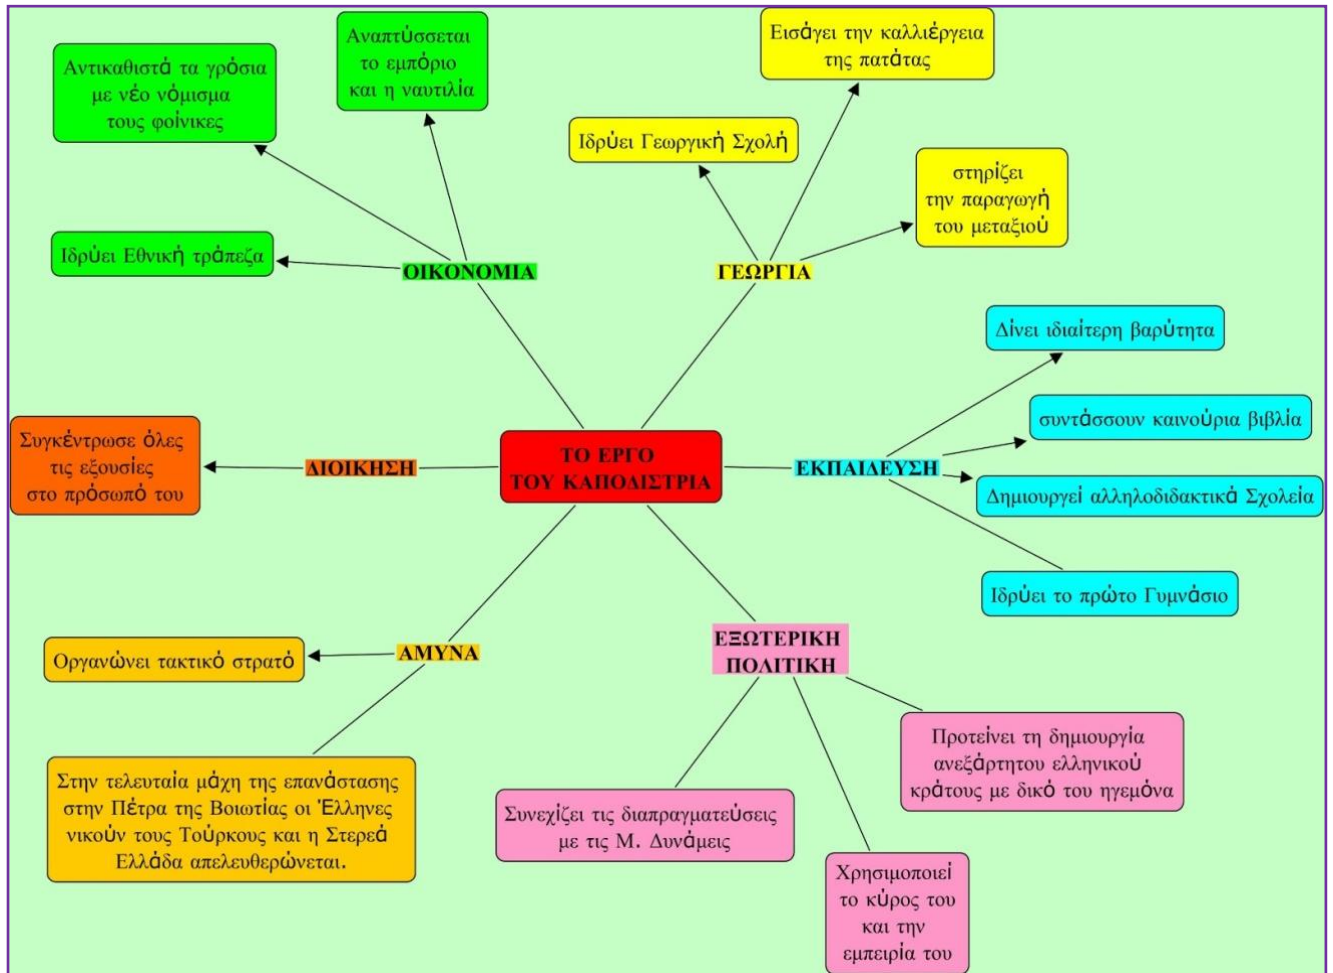 Αναπτύσσεται
το εμπόριο
και η ναυτιλία
Εισάγει την καλλιέργεια
της πατάτας
Αντικαθιστά τα γρόσια
με νέο νόμισμα
τους φοίνικες
Ιδρύει Γεωργική Σχολή
στηρίζει
την παραγωγή
του μεταξιού
Ιδρύει Εθνική τράπεζα
ΟΙΚΟΝΟΜΙΑ
ΓΕΩΡΓΙΑ
Δίνει ιδιαίτερη βαρύτητα
συντάσσουν καινούρια βιβλία
Συγκέντρωσε όλες
τις εξουσίες
στο πρόσωπό του
ΔΙΟΙΚΗΣΗ
ΤΟ ΕΡΓΟ
ΤΟΥ ΚΑΠΟΔΙΣΤΡΙΑ
ΕΚΠΑΙΔΕΥΣΗ
Δημιουργεί αλληλοδιδακτικά Σχολεία
Ιδρύει το πρώτο Γυμνάσιο
Οργανώνει τακτικό στρατό
ΑΜΥΝΑ
ΕΞΩΤΕΡΙΚΗ
ΠΟΛΙΤΙΚΗ
Στην τελευταία μάχη της επανάστασης
στην Πέτρα της Βοιωτίας οι Έλληνες
νικούν τους Τούρκους και η Στερεά
Ελλάδα απελευθερώνεται.
Συνεχίζει τις διαπραγματεύσεις
με τις Μ. Δυνάμεις
Προτείνει τη δημιουργία
ανεξάρτητου ελληνικού
κράτους με δικό του ηγεμόνα
Χρησιμοποιεί
το κύρος του
και την
εμπειρία του